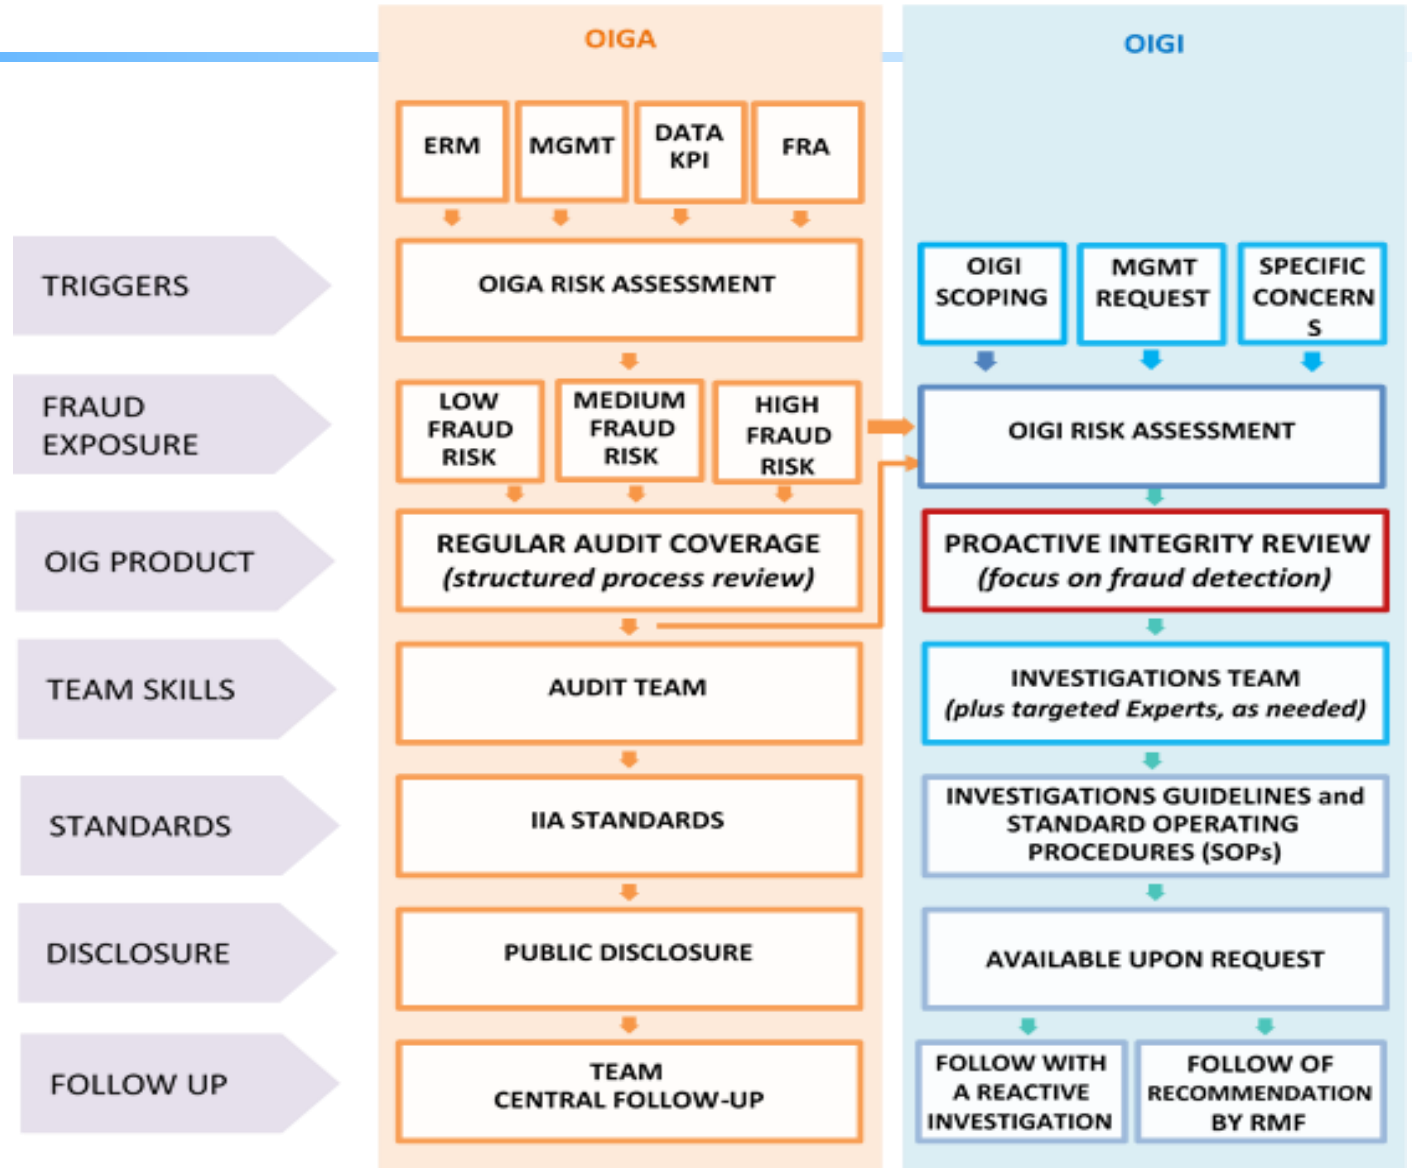 OIGA
OIGI
ERM
MGMT
DATA
KPI
FRA
TRIGGERS
OIGA RISK ASSESSMENT
OIGI
SCOPING
MGMT
REQUEST
SPECIFIC
CONCERN
S
FRAUD
EXPOSURE
LOW
FRAUD
RISK
MEDIUM
FRAUD
RISK
HIGH
FRAUD
RISK
OIGI RISK ASSESSMENT
OIG PRODUCT
REGULAR AUDIT COVERAGE
(structured process review)
PROACTIVE INTEGRITY REVIEW
(focus on fraud detection)
TEAM SKILLS
AUDIT TEAM
INVESTIGATIONS TEAM
(plus targeted Experts, as needed)
STANDARDS
IIA STANDARDS
INVESTIGATIONS GUIDELINES and
STANDARD OPERATING
PROCEDURES (SOPs)
DISCLOSURE
PUBLIC DISCLOSURE
AVAILABLE UPON REQUEST
FOLLOW UP
TEAM
CENTRAL FOLLOW-UP
FOLLOW WITH
A REACTIVE
INVESTIGATION
FOLLOW OF
RECOMMENDATION
BY RMF